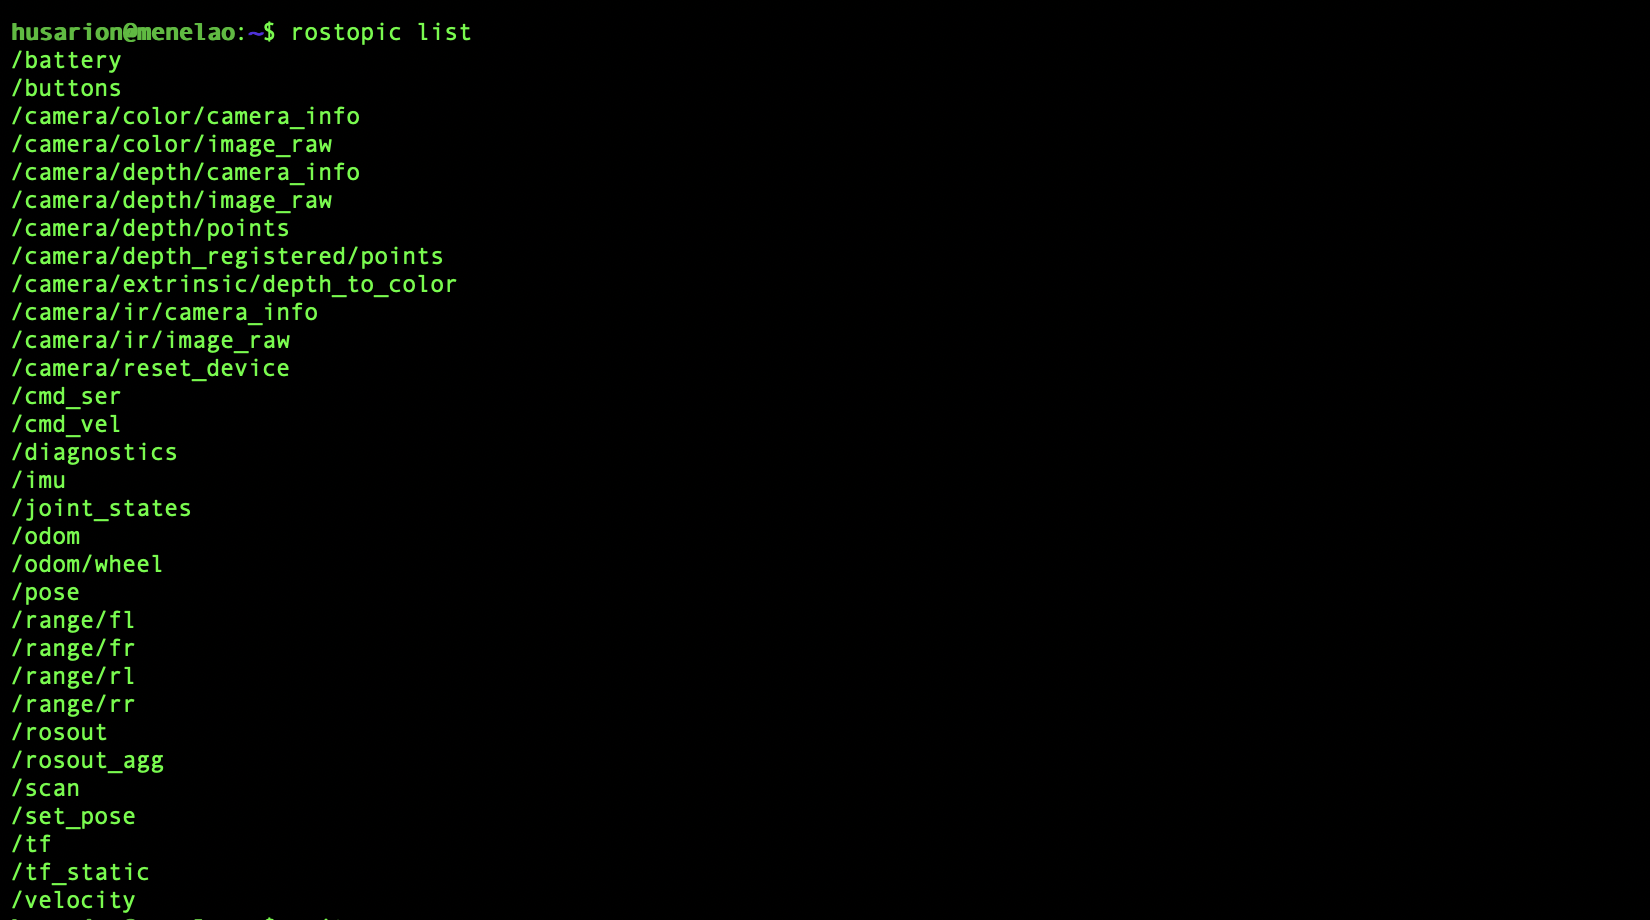 husarion@menelao:~$ rostopic list
/battery
/buttons
/camera/color/camera_info
/camera/color/image_raw
/camera/depth/camera_info
/camera/depth/image_raw
/camera/depth/points
/camera/depth_registered/points
/camera/extrinsic/depth_to_color
/camera/ir/camera_info
/camera/ir/image_raw
/camera/reset_device
/cmd_ser
/cmd_vel
/diagnostics
/imu
/joint_states
/odom
/odom/wheel
/pose
/range/fl
/range/fr
/range/rl
/range/rr
/rosout
/rosout_agg
/scan
/set_pose
/tf
/tf_static
/velocity